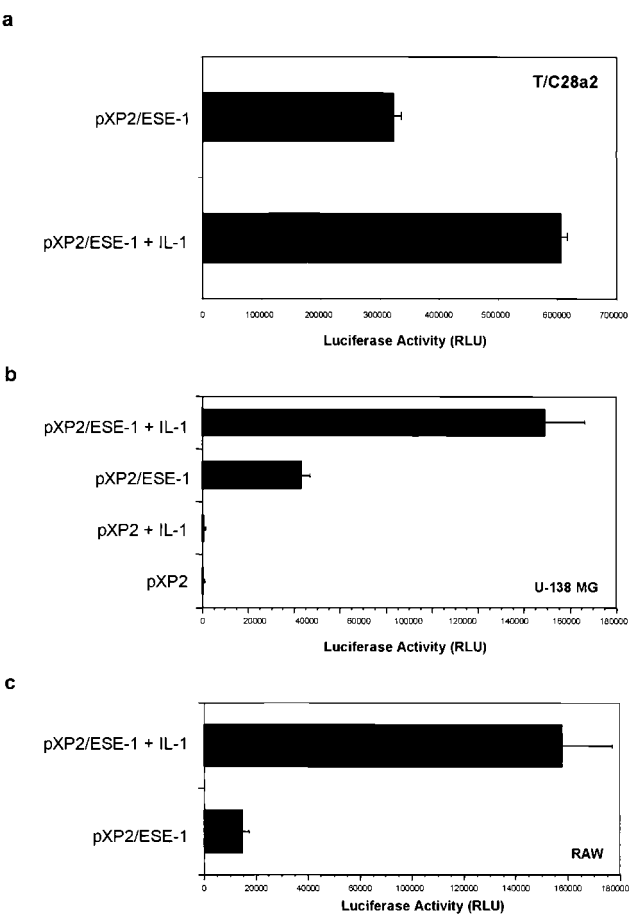 a
T/C28a2
pXP2/ESE-1
pXP2/ESE-1 + IL-1
0 100000 200000 300000 400000 500000 600000 700000
Luciferase Activity (RLU)
b
pXP2/ESE-1 + IL-1
pXP2/ESE-1
pXP2 + IL-1
pXP2
U-138 MG
0 20000 40000 60000 80000 100000 120000 140000 160000 180000
Luciferase Activity (RLU)
c
pXP2/ESE-1 + IL-1
pXP2/ESE-1
RAW
0 20000 40000 60000 80000 100000 120000 140000 160000 180000
Luciferase Activity (RLU)